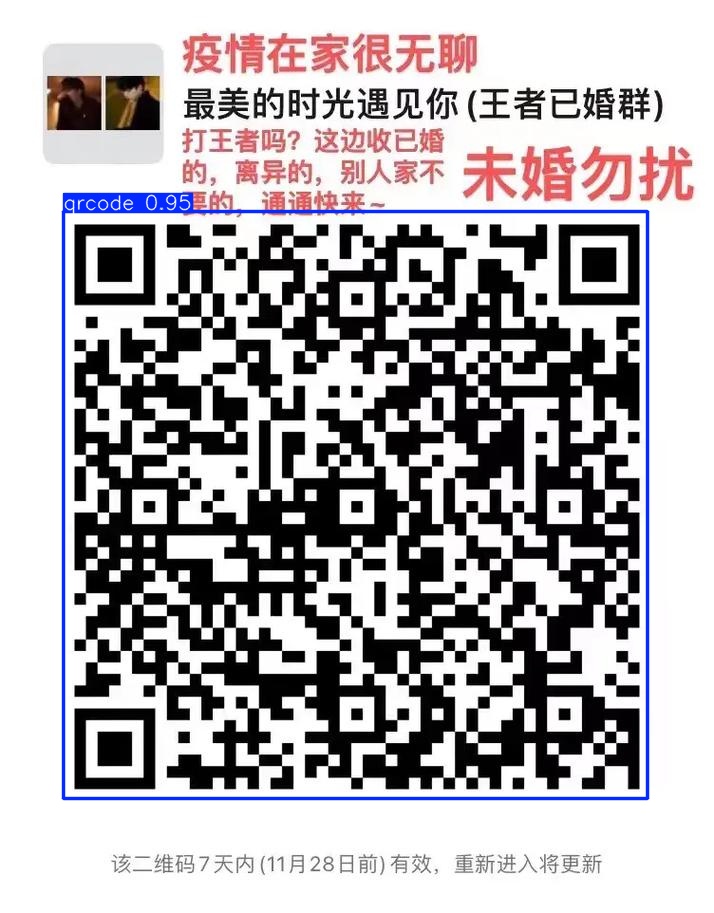 疫情在家很无聊
最美的时光遇见你(王者已婚群)
打王者吗？这边收已婚
的，离异的，别人家不
要的，通通快来~
未婚勿扰
qrcode 0.95
该二维码7天内(11月28日前)有效，重新进入将更新